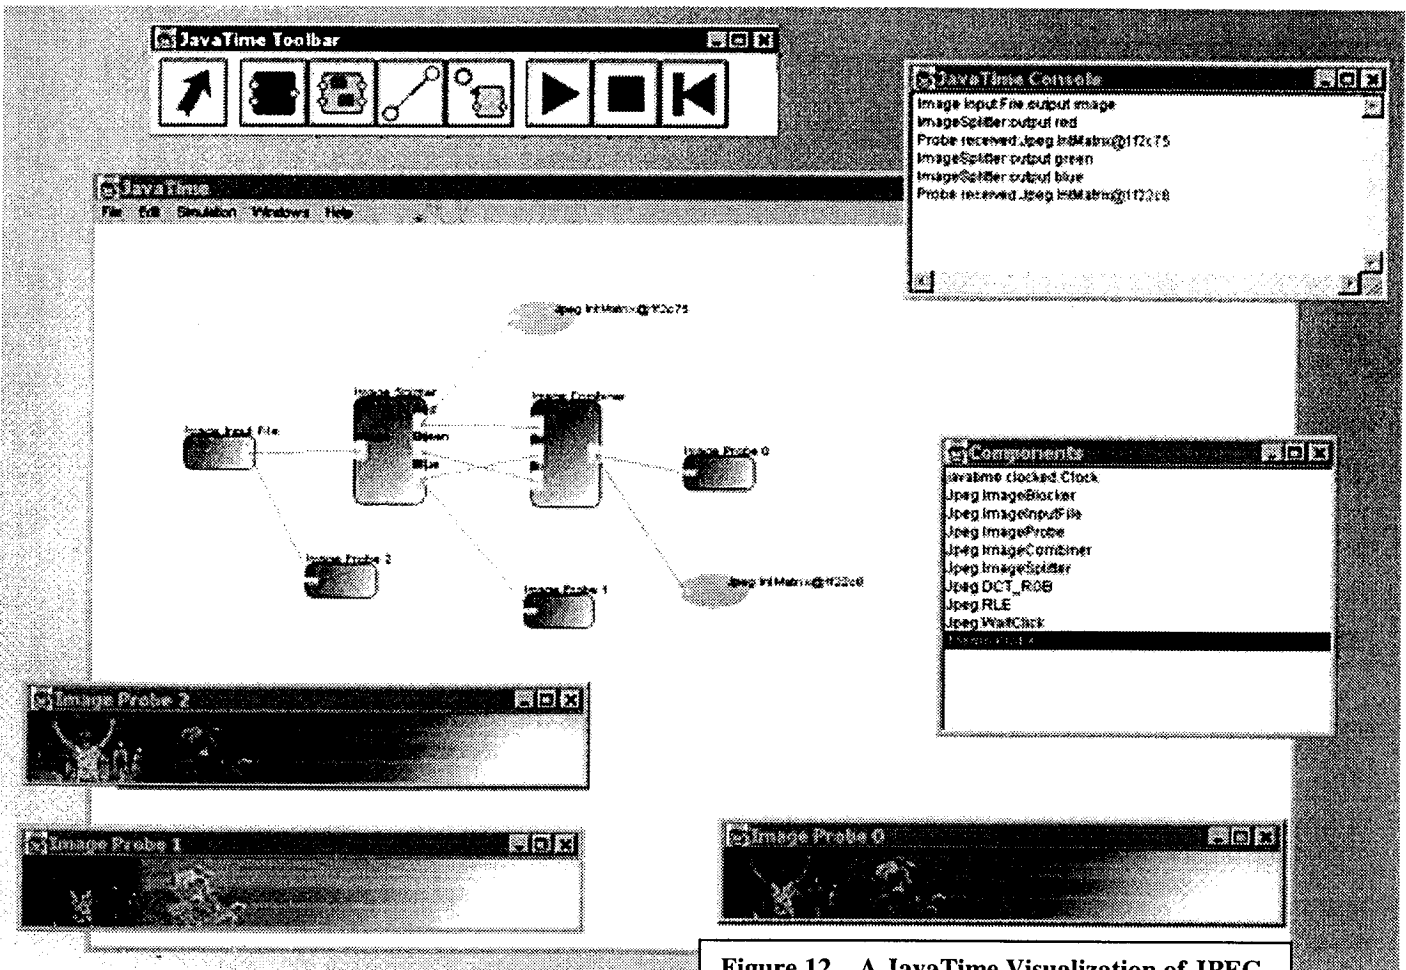 JavaTime Toolbar
JavaTime Console
Image Input File:output image
ImageSplitter:output red
Probe received:Jpeg.IntMatrix@1f2c75
ImageSplitter:output green
ImageSplitter:output blue
Probe received:Jpeg.IntMatrix@1f22c8
JavaTime
File Edit Simulation Windows Help
Jpeg.IntMatrix@1f2c75
Image Splitter
Image Combiner
Image Input File
Green
Blue
Image Probe 0
Image Probe 2
Image Probe 1
Jpeg.IntMatrix@1f22c8
Components
javatime.clocked.Clock
Jpeg.ImageBlocker
Jpeg.ImageInputFile
Jpeg.ImageProbe
Jpeg.ImageCombiner
Jpeg.ImageSplitter
Jpeg.DCT_RGB
Jpeg.RLE
Jpeg.WaitClick
Image Probe 2
Image Probe 1
Image Probe 0
Figure 12. A JavaTime Visualization of JPEG